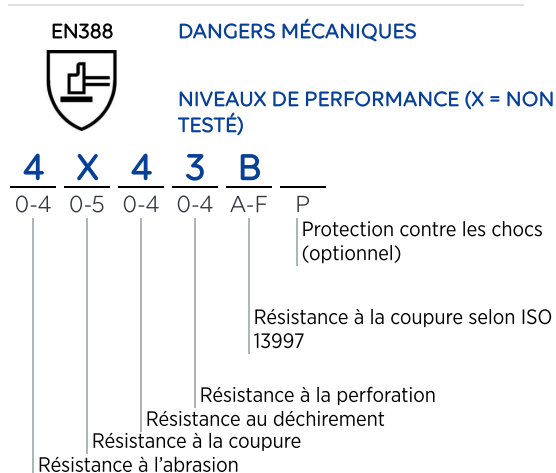 EN388
DANGERS MÉCANIQUES
NIVEAUX DE PERFORMANCE (X = NON
TESTÉ)
4 X 4 3 B
0-4 0-5 0-4 0-4 A-F P
Protection contre les chocs
(optionnel)
Résistance à la coupure selon ISO
13997
Résistance à la perforation
Résistance au déchirement
Résistance à la coupure
Résistance à l’abrasion